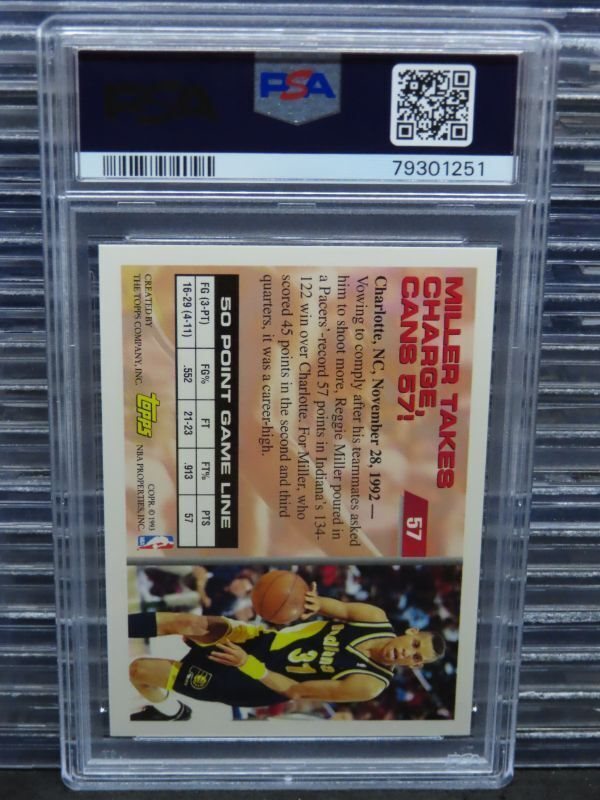 PSA
PSA
79301251
MILLER TAKES
CHARGE,
CANS 57!
57
Charlotte, NC, November 28, 1992 —
Vowing to comply after his teammates asked
him to shoot more, Reggie Miller poured in
a Pacers'-record 57 points in Indiana's 134-
122 win over Charlotte. For Miller, who
scored 45 points in the second and third
quarters, it was a career-high.
50 POINT GAME LINE
FG (3-PT) FG% FT FT% PTS
16-29 (4-11) .552 21-23 .913 57
CREATED BY
THE TOPPS COMPANY, INC.
Topps
COPR. © 1993
NBA PROPERTIES, INC.
Indiana
31